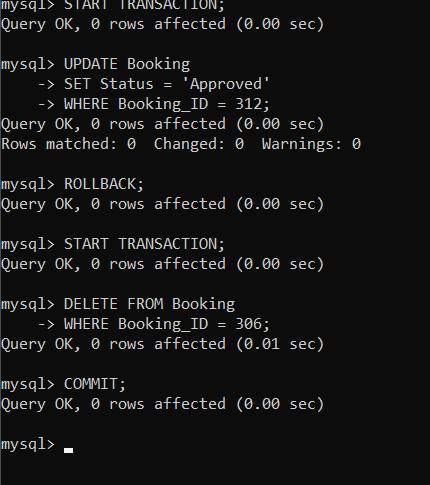 mysql> START TRANSACTION;
Query OK, 0 rows affected (0.00 sec)
mysql> UPDATE Booking
-> SET Status = 'Approved'
-> WHERE Booking_ID = 312;
Query OK, 0 rows affected (0.00 sec)
Rows matched: 0  Changed: 0  Warnings: 0
mysql> ROLLBACK;
Query OK, 0 rows affected (0.00 sec)
mysql> START TRANSACTION;
Query OK, 0 rows affected (0.00 sec)
mysql> DELETE FROM Booking
-> WHERE Booking_ID = 306;
Query OK, 0 rows affected (0.01 sec)
mysql> COMMIT;
Query OK, 0 rows affected (0.00 sec)
mysql>